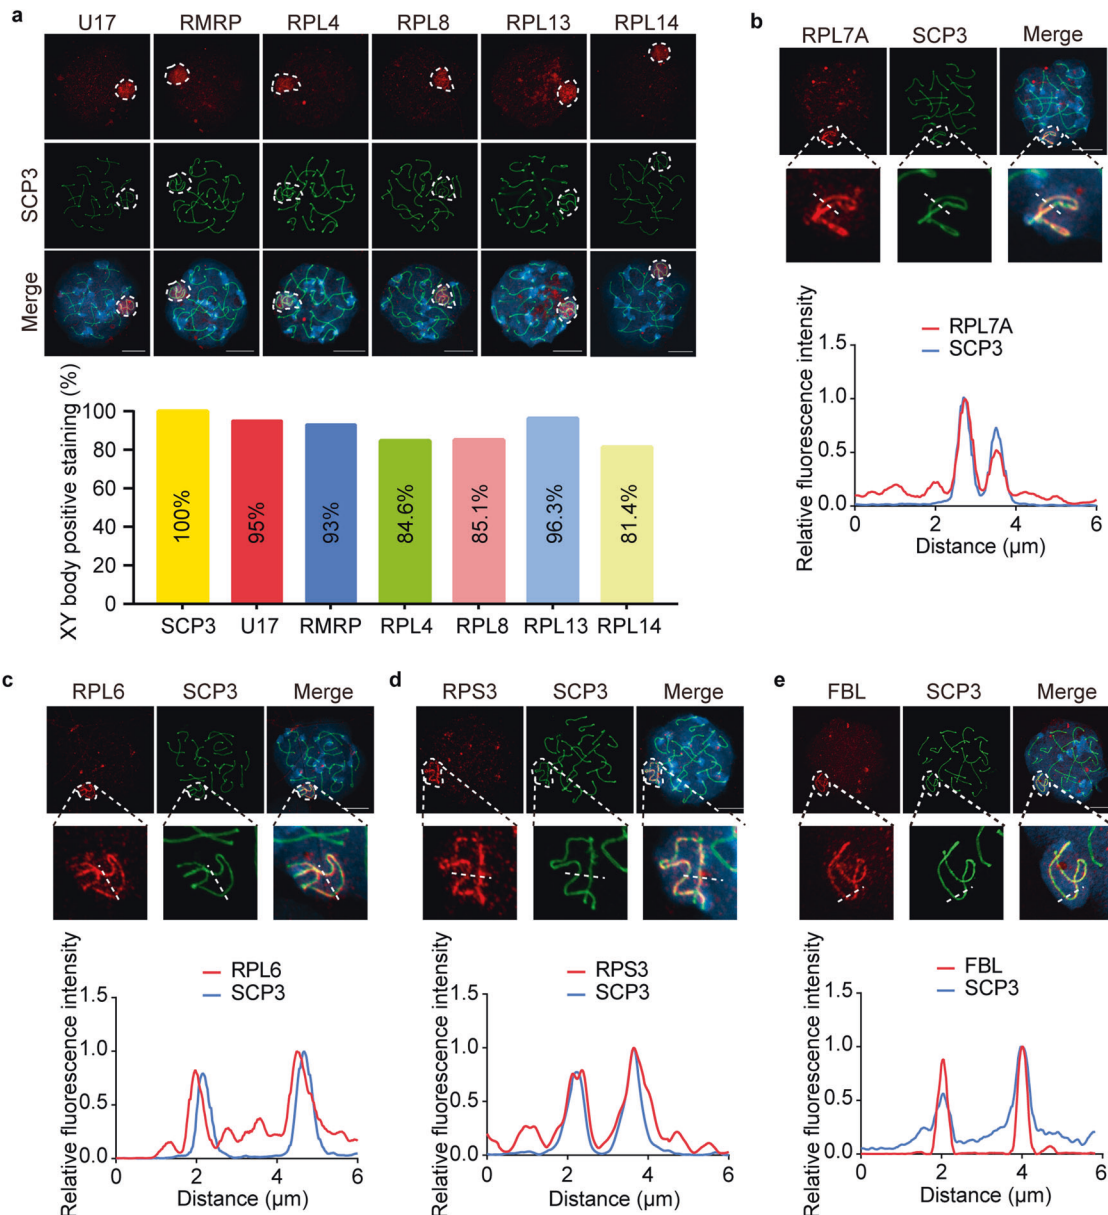 a
U17 RMRP RPL4 RPL8 RPL13 RPL14
SCP3
Merge
XY body positive staining (%)
100
80
60
40
20
0
100% 95% 93% 84.6% 85.1% 96.3% 81.4%
SCP3 U17 RMRP RPL4 RPL8 RPL13 RPL14
b
RPL7A SCP3 Merge
RPL7A
SCP3
Relative fluorescence intensity
1.5
1.0
0.5
0.0
0 2 4 6
Distance (µm)
c
RPL6 SCP3 Merge
RPL6
SCP3
Relative fluorescence intensity
1.5
1.0
0.5
0.0
0 2 4 6
Distance (µm)
d
RPS3 SCP3 Merge
RPS3
SCP3
Relative fluorescence intensity
1.5
1.0
0.5
0.0
0 2 4 6
Distance (µm)
e
FBL SCP3 Merge
FBL
SCP3
Relative fluorescence intensity
1.5
1.0
0.5
0.0
0 2 4 6
Distance (µm)